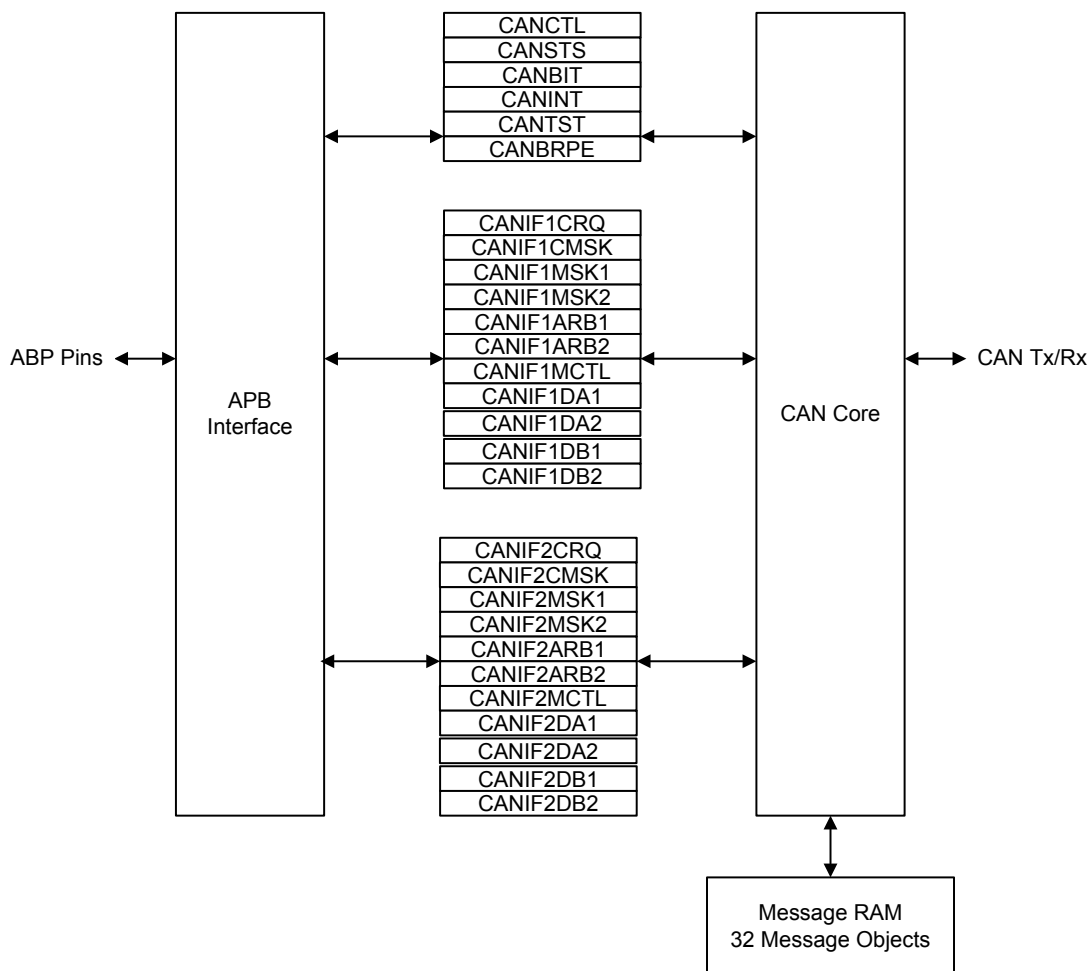 CANCTL
CANSTS
CANBIT
CANINT
CANTST
CANBRPE
CANIF1CRQ
CANIF1CMSK
CANIF1MSK1
CANIF1MSK2
CANIF1ARB1
CANIF1ARB2
CANIF1MCTL
CANIF1DA1
CANIF1DA2
CANIF1DB1
CANIF1DB2
ABP Pins
APB
Interface
CAN Core
CAN Tx/Rx
CANIF2CRQ
CANIF2CMSK
CANIF2MSK1
CANIF2MSK2
CANIF2ARB1
CANIF2ARB2
CANIF2MCTL
CANIF2DA1
CANIF2DA2
CANIF2DB1
CANIF2DB2
Message RAM
32 Message Objects